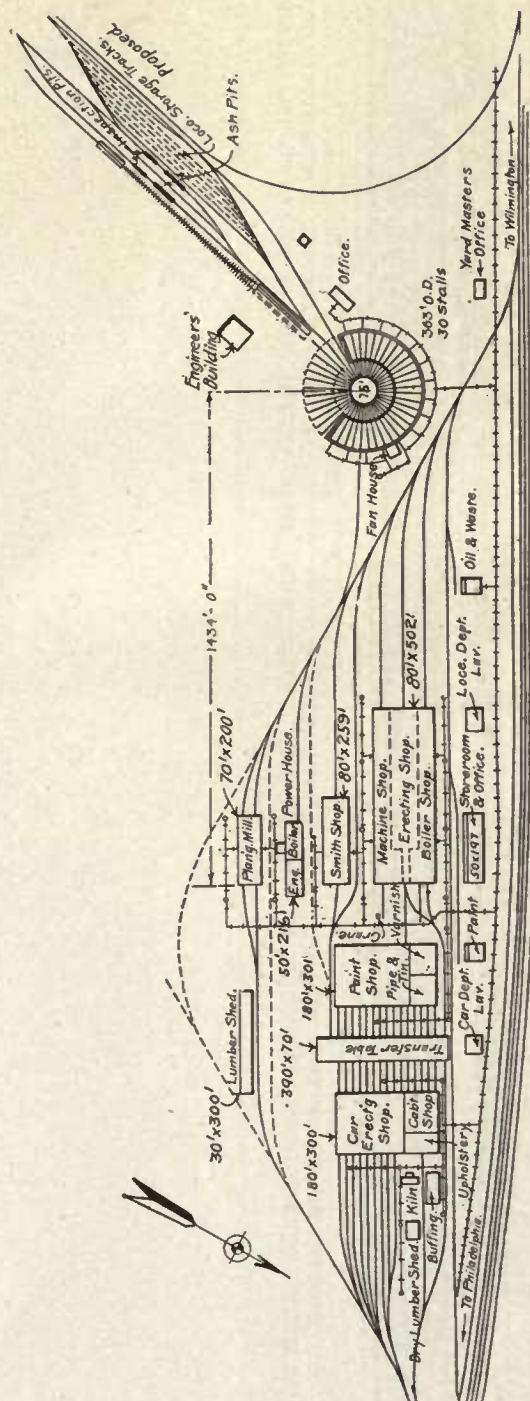 (Loco. Storage Tracks.
Proposed
Inspection Pits.
Ash Pits.
Engineers'
Building
Office.
75'
363' O.D.
30 Stalls
Fan House
To Wilmington
Yard Masters
Office
1434'-0"
70'x200'
Plan'g. Mill.
Power House.
Eng.
Boiler
50'x216'
Smith Shop.
80'x259'
Machine Shop.
Erecting Shop.
Boiler Shop.
80'x502'
Oil & Waste.
Loco. Dept.
Lav.
Storeroom
& Office.
50x197
Paint
Car Dept.
Lav.
(Crane.
Varnish
180'x301'
Paint
Shop.
Pipe &
Tin.
Transfer Table
390'x70'
Lumber Shed.
30'x300'
180'x300'
Car
Erect'g
Shop.
Cab't
Shop
Upholstery
Buffing.
Kiln
Dry Lumber Shed.
To Philadelphia.